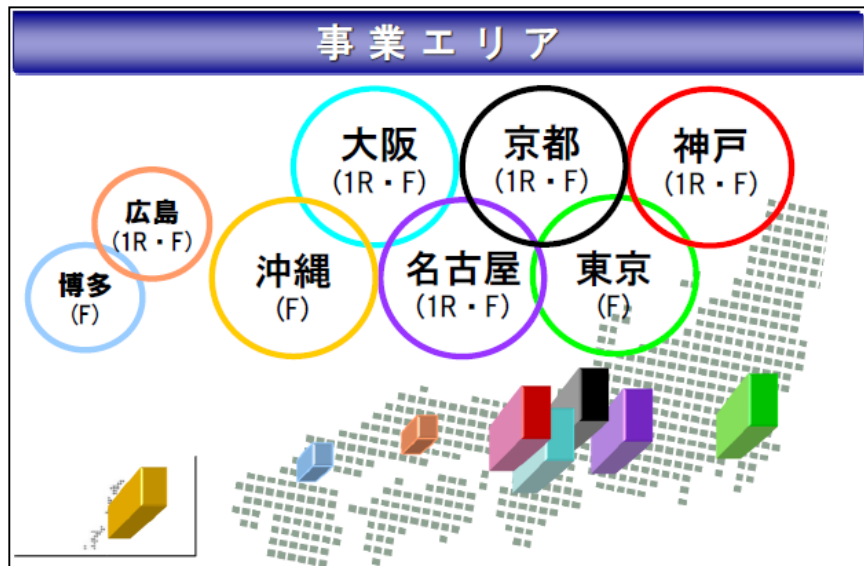 事業エリア
大阪
(1R・F)
京都
(1R・F)
神戸
(1R・F)
広島
(1R・F)
博多
(F)
沖縄
(F)
名古屋
(1R・F)
東京
(F)